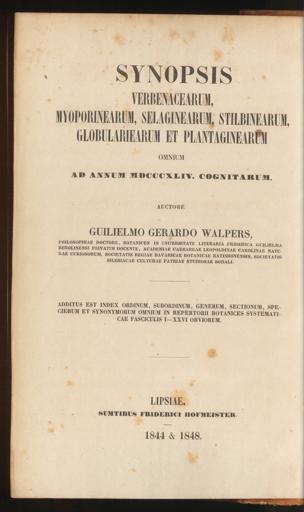 SYNOPSIS
VERBENACEARUM,
MYOPORINEARUM, SELAGINEARUM, STILBINEARUM,
GLOBULARIEARUM ET PLANTAGINEARUM
OMNIUM
AD ANNUM MDCCCXLIV. COGNITARUM.
AUCTORE
GUILIELMO GERARDO WALPERS,
PHILOSOPHIAE DOCTORE, BOTANICES IN UNIVERSITATE LITERARIA FRIDERICA GUILIELMA
BEROLINENSI PRIVATIM DOCENTE, ACADEMIAE CAESAREAE LEOPOLDINAE CAROLINAE NATU-
RAE CURIOSORUM, SOCIETATIS REGIAE BAVARICAE BOTANICAE RATISBONENSIS, SOCIETATIS
SILESIACAE CULTURAE PATRIAE STUDIOSAE SODALI.
ADDITUS EST INDEX ORDINUM, SUBORDINUM, GENERUM, SECTIONUM, SPE-
CIERUM ET SYNONYMORUM OMNIUM IN REPERTORII BOTANICES SYSTEMATI-
CAE FASCICULIS I—XXVI OBVIORUM.
LIPSIAE,
SUMTIBUS FRIDERICI HOFMEISTER.
1844 & 1848.